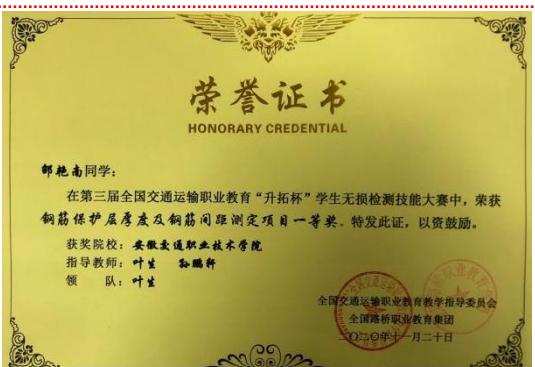 荣誉证书
HONORARY CREDENTIAL
邹艳南同学:
在第三届全国交通运输职业教育“升拓杯”学生无损检测技能大赛中,荣获
钢筋保护层厚度及钢筋间距测定项目一等奖。特发此证,以资鼓励。
获奖院校:安徽交通职业技术学院
指导教师:叶生 孙鹏轩
领 队:叶生
全国交通运输职业教育教学指导委员会
全国路桥职业教育集团
二〇二〇年十一月二十日